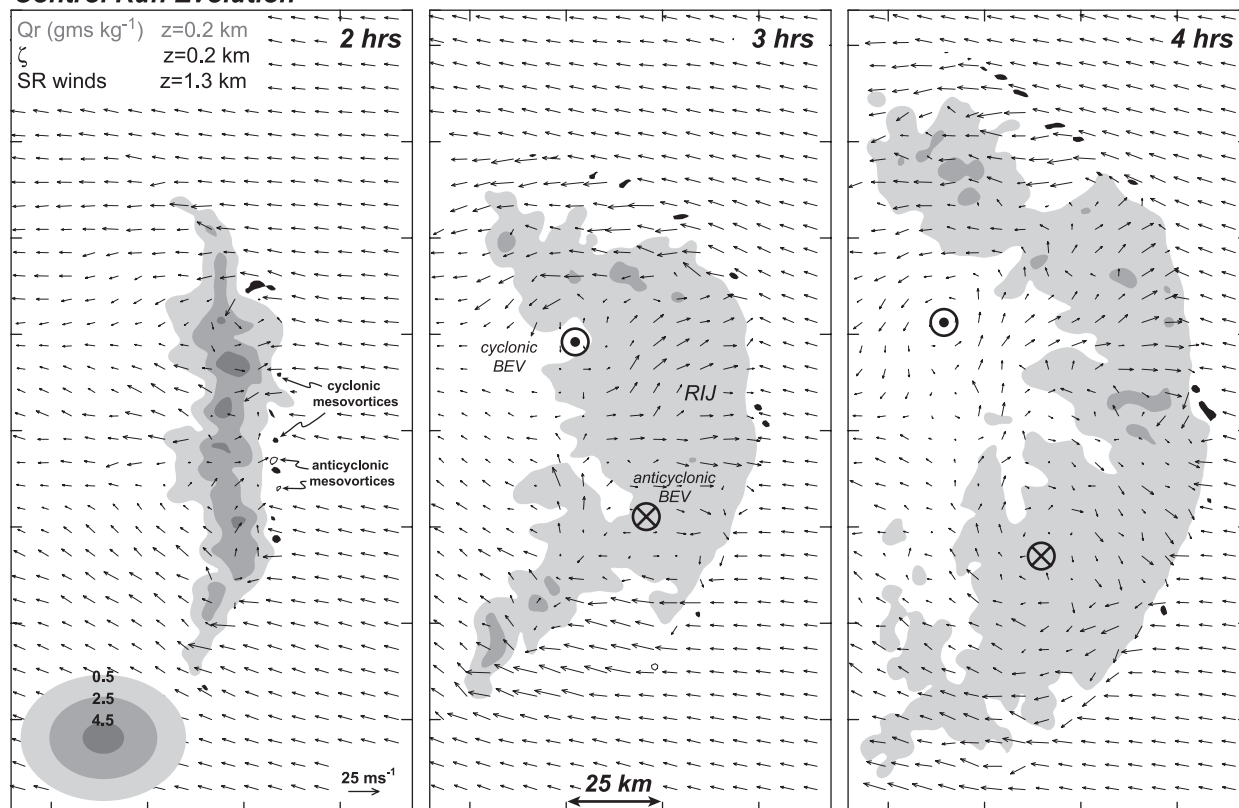 Control Run Evolution
Qr (gms kg⁻¹) z=0.2 km
ζ z=0.2 km
SR winds z=1.3 km
2 hrs
cyclonic
mesovortices
anticyclonic
mesovortices
0.5
2.5
4.5
25 ms⁻¹
3 hrs
cyclonic
BEV
RIJ
anticyclonic
BEV
25 km
4 hrs